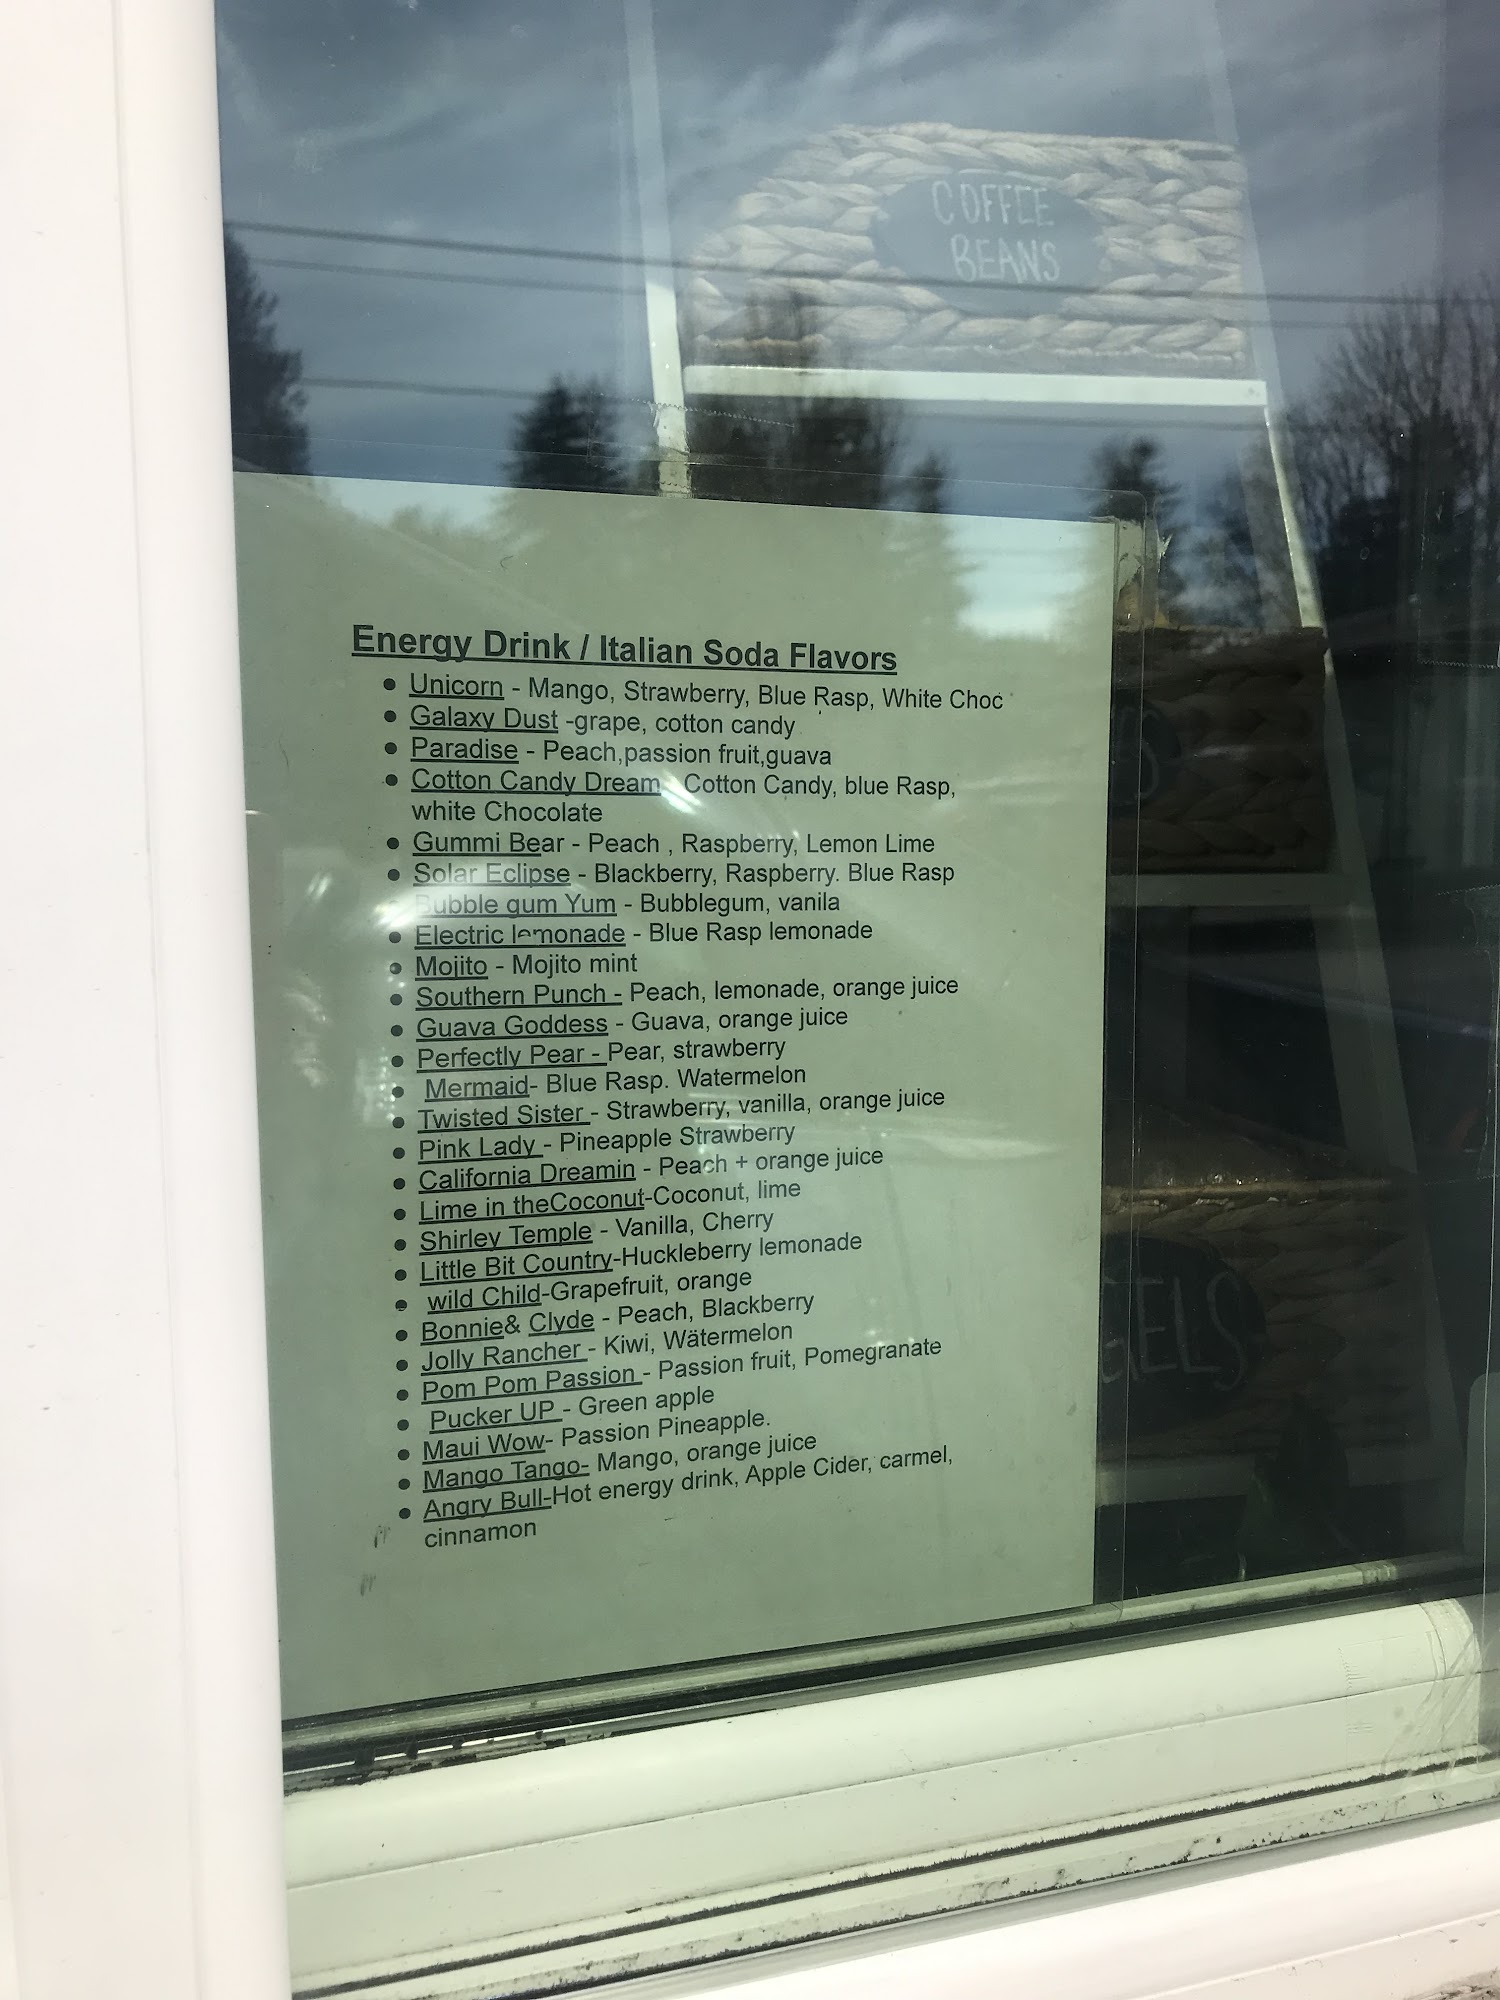 COFFEE
BEANS
Energy Drink / Italian Soda Flavors
● Unicorn - Mango, Strawberry, Blue Rasp, White Choc
● Galaxy Dust -grape, cotton candy
● Paradise - Peach,passion fruit,guava
● Cotton Candy Dream Cotton Candy, blue Rasp,
white Chocolate
● Gummi Bear - Peach , Raspberry, Lemon Lime
● Solar Eclipse - Blackberry, Raspberry. Blue Rasp
Bubble gum Yum - Bubblegum, vanila
● Electric lemonade - Blue Rasp lemonade
● Mojito - Mojito mint
● Southern Punch - Peach, lemonade, orange juice
● Guava Goddess - Guava, orange juice
● Perfectly Pear - Pear, strawberry
● Mermaid- Blue Rasp. Watermelon
● Twisted Sister - Strawberry, vanilla, orange juice
● Pink Lady - Pineapple Strawberry
● California Dreamin - Peach + orange juice
● Lime in theCoconut-Coconut, lime
● Shirley Temple - Vanilla, Cherry
● Little Bit Country-Huckleberry lemonade
● wild Child-Grapefruit, orange
● Bonnie& Clyde - Peach, Blackberry
● Jolly Rancher - Kiwi, Watermelon
● Pom Pom Passion - Passion fruit, Pomegranate
● Pucker UP - Green apple
● Maui Wow- Passion Pineapple.
● Mango Tango- Mango, orange juice
● Angry Bull-Hot energy drink, Apple Cider, carmel,
cinnamon